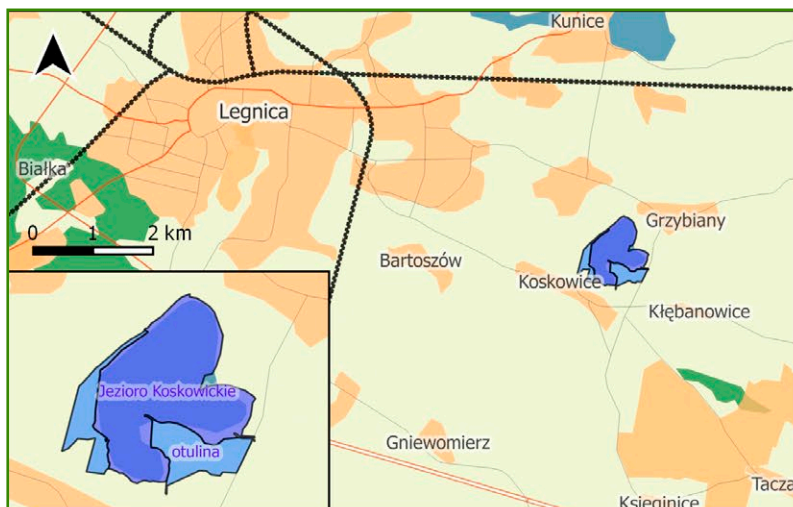 Kunice
Legnica
Białka
0 1 2 km
Grzybiany
Bartoszów
Koskowice
Kłębanowice
Jezioro Koskowickie
otulina
Gniewomierz
Tacza
Księginice